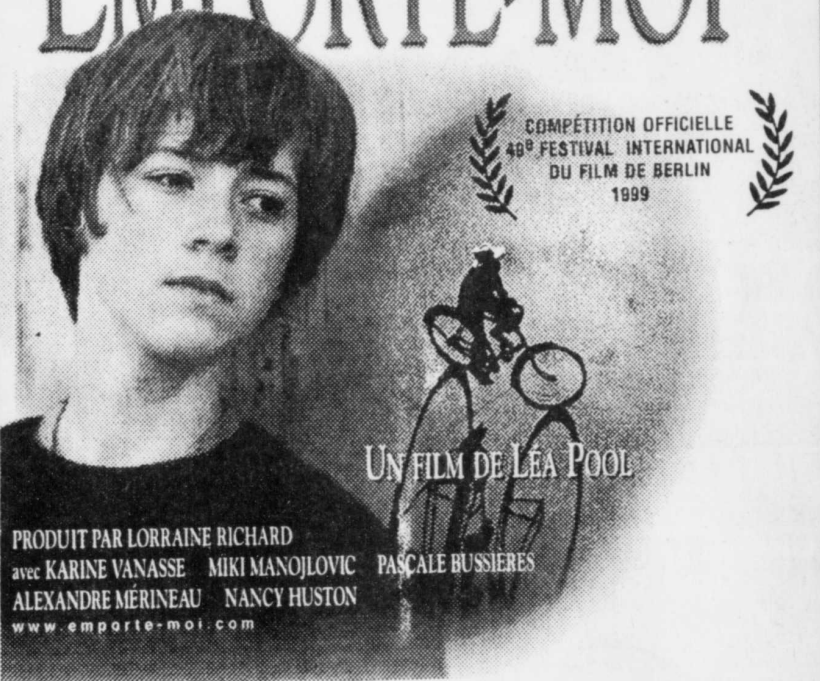 EMPORTE-MOI
COMPÉTITION OFFICIELLE
49e FESTIVAL INTERNATIONAL
DU FILM DE BERLIN
1999
UN FILM DE LÉA POOL
PRODUIT PAR LORRAINE RICHARD
avec KARINE VANASSE MIKI MANOJLOVIC PASCALE BUSSIERES
ALEXANDRE MÉRINEAU NANCY HUSTON
www.emporte-moi.com